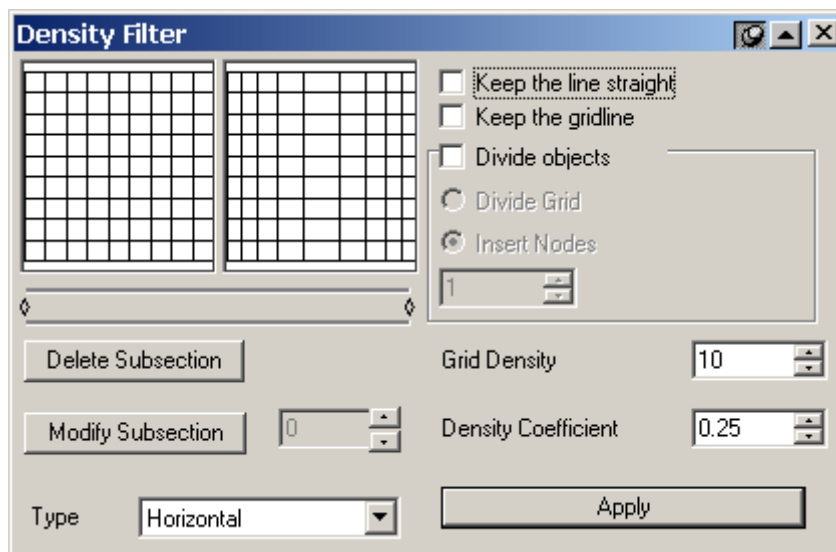 Density Filter
Keep the line straight
Keep the gridline
Divide objects
Divide Grid
Insert Nodes
1
Delete Subsection
Grid Density
10
Modify Subsection
0
Density Coefficient
0.25
Type
Horizontal
Apply